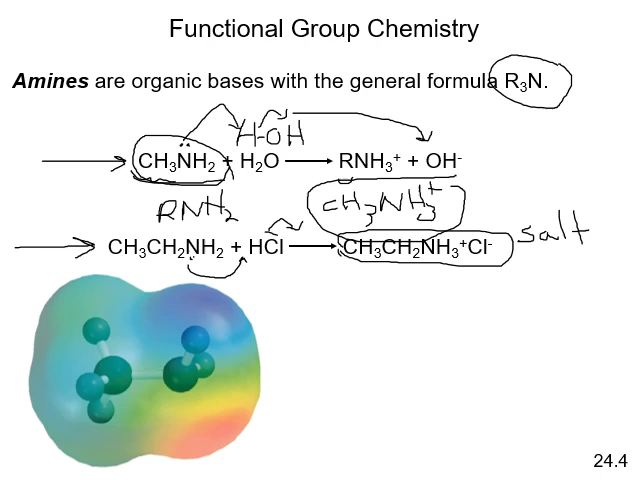 Functional Group Chemistry
Amines are organic bases with the general formula R₃N.
H-OH
CH₃NH₂ + H₂O → RNH₃⁺ + OH⁻
RNH₂ CH₃NH₃⁺
CH₃CH₂NH₂ + HCl → CH₃CH₂NH₃⁺Cl⁻ salt
24.4